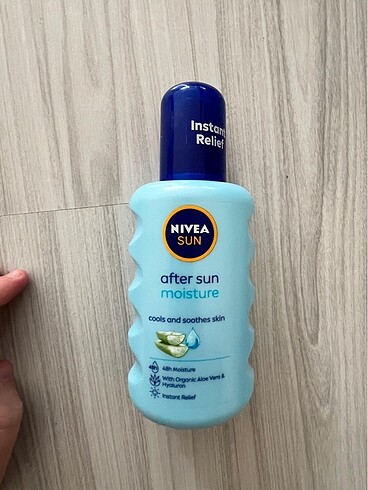 Instant
Relief
NIVEA
SUN
after sun
moisture
cools and soothes skin
48h
48h Moisture
With Organic Aloe Vera &
Hyaluron
Instant Relief